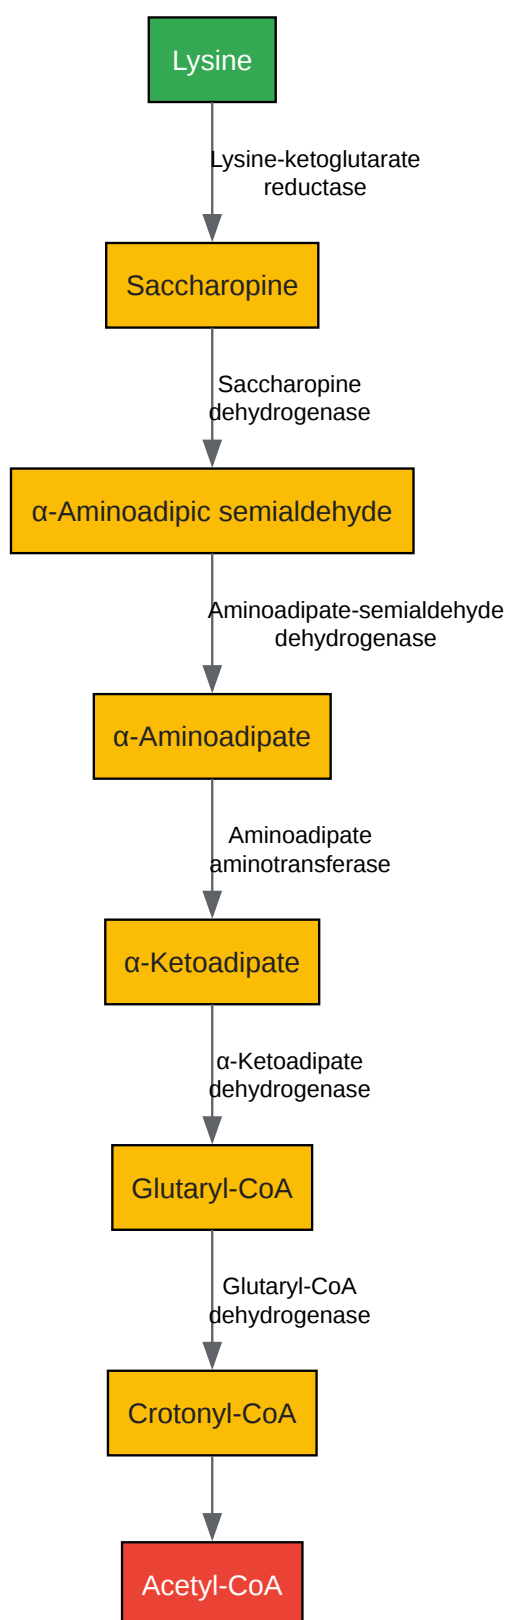 Lysine
Lysine-ketoglutarate
reductase
Saccharopine
Saccharopine
dehydrogenase
α-Aminoadipic semialdehyde
Aminoadipate-semialdehyde
dehydrogenase
α-Aminoadipate
Aminoadipate
aminotransferase
α-Ketoadipate
α-Ketoadipate
dehydrogenase
Glutaryl-CoA
Glutaryl-CoA
dehydrogenase
Crotonyl-CoA
Acetyl-CoA